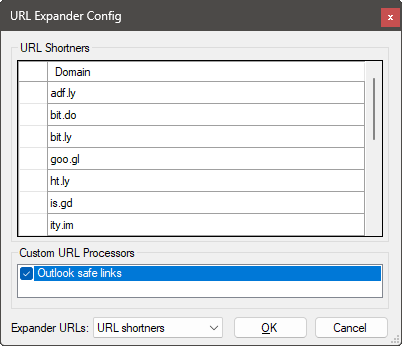 URL Expander Config
x
URL Shortners
Domain
adf.ly
bit.do
bit.ly
goo.gl
ht.ly
is.gd
ity.im
Custom URL Processors
Outlook safe links
Expander URLs: URL shortners OK Cancel